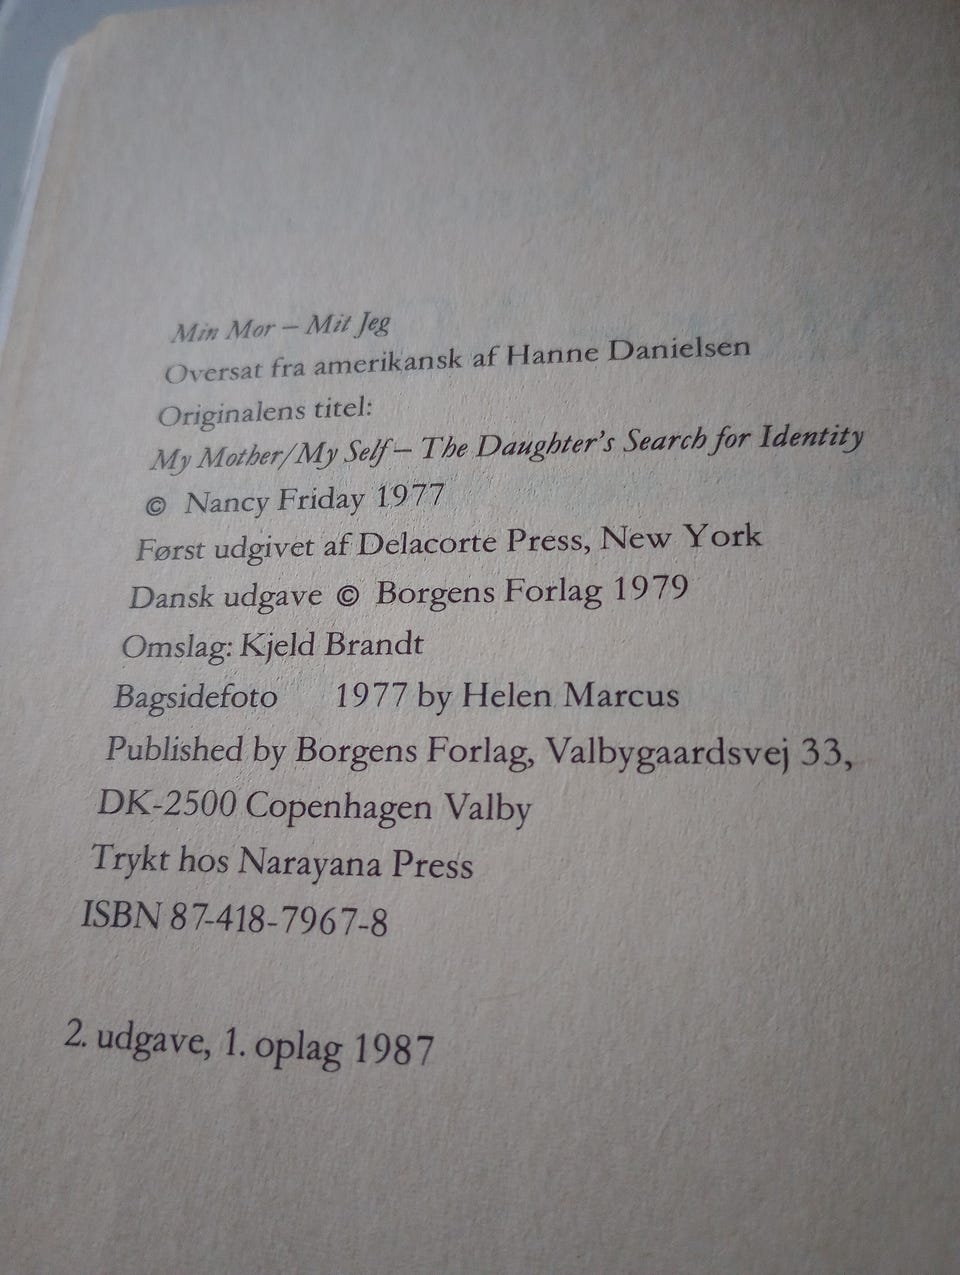 Min Mor – Mit Jeg
Oversat fra amerikansk af Hanne Danielsen
Originalens titel:
My Mother/My Self – The Daughter's Search for Identity
© Nancy Friday 1977
Først udgivet af Delacorte Press, New York
Dansk udgave © Borgens Forlag 1979
Omslag: Kjeld Brandt
Bagsidefoto 1977 by Helen Marcus
Published by Borgens Forlag, Valbygaardsvej 33,
DK-2500 Copenhagen Valby
Trykt hos Narayana Press
ISBN 87-418-7967-8
2. udgave, 1. oplag 1987